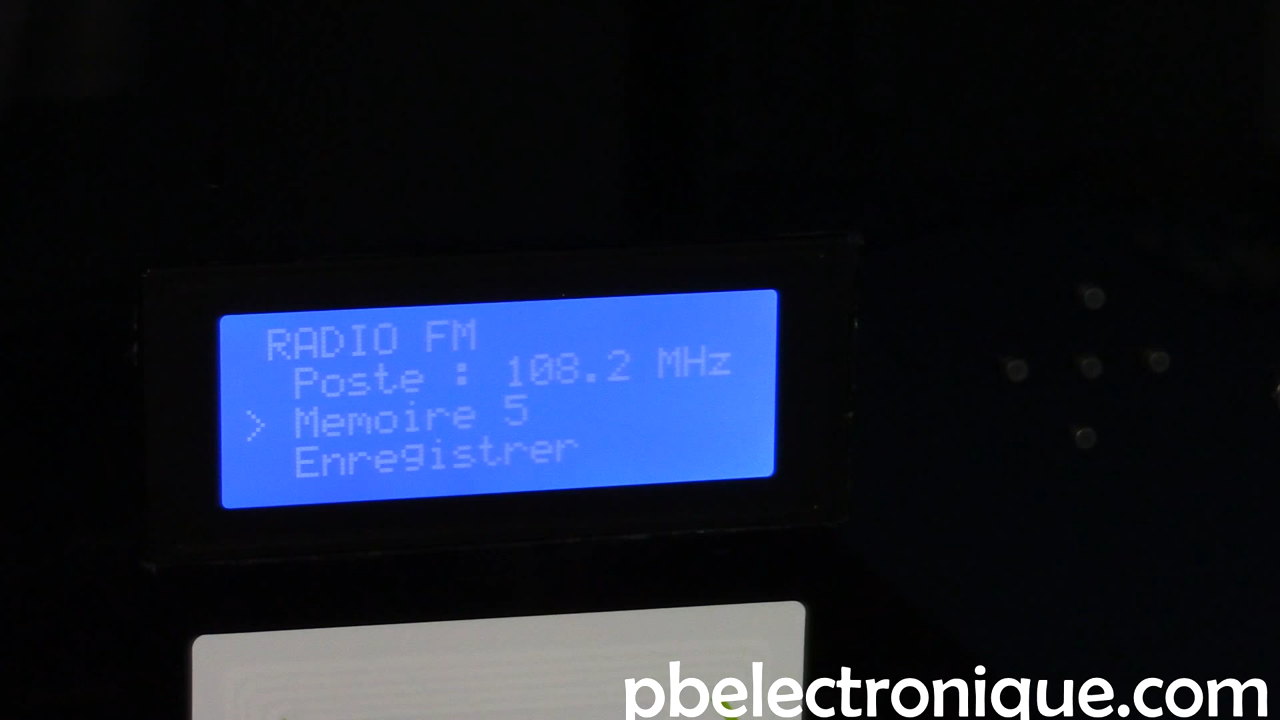 RADIO FM
Poste : 108.2 MHz
> Memoire 5
Enregistrer
pbelectronique.com